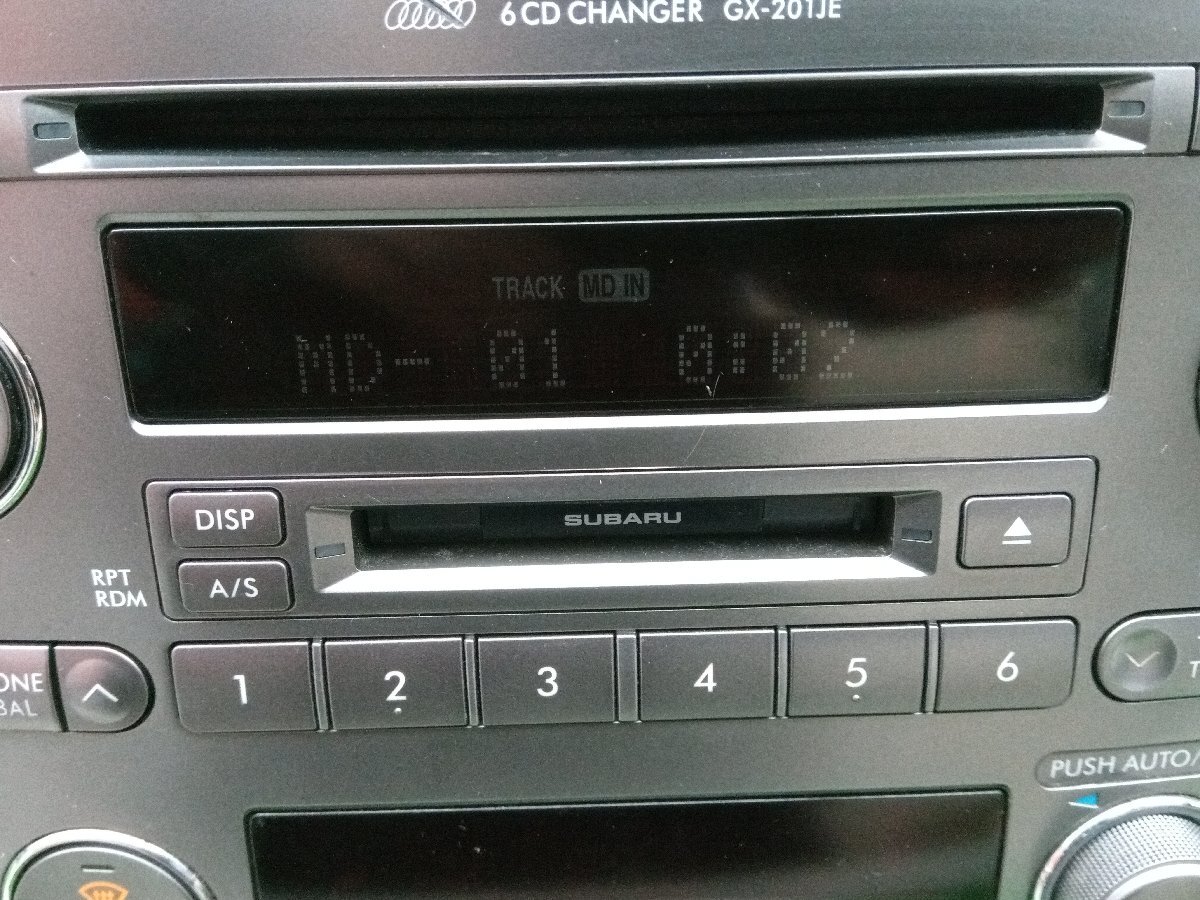 6 CD CHANGER GX-201JE
TRACK MD IN
MD- 01 0:02
DISP
SUBARU
A/S
RPT
RDM
1 2 3 4 5 6
PUSH AUTO/